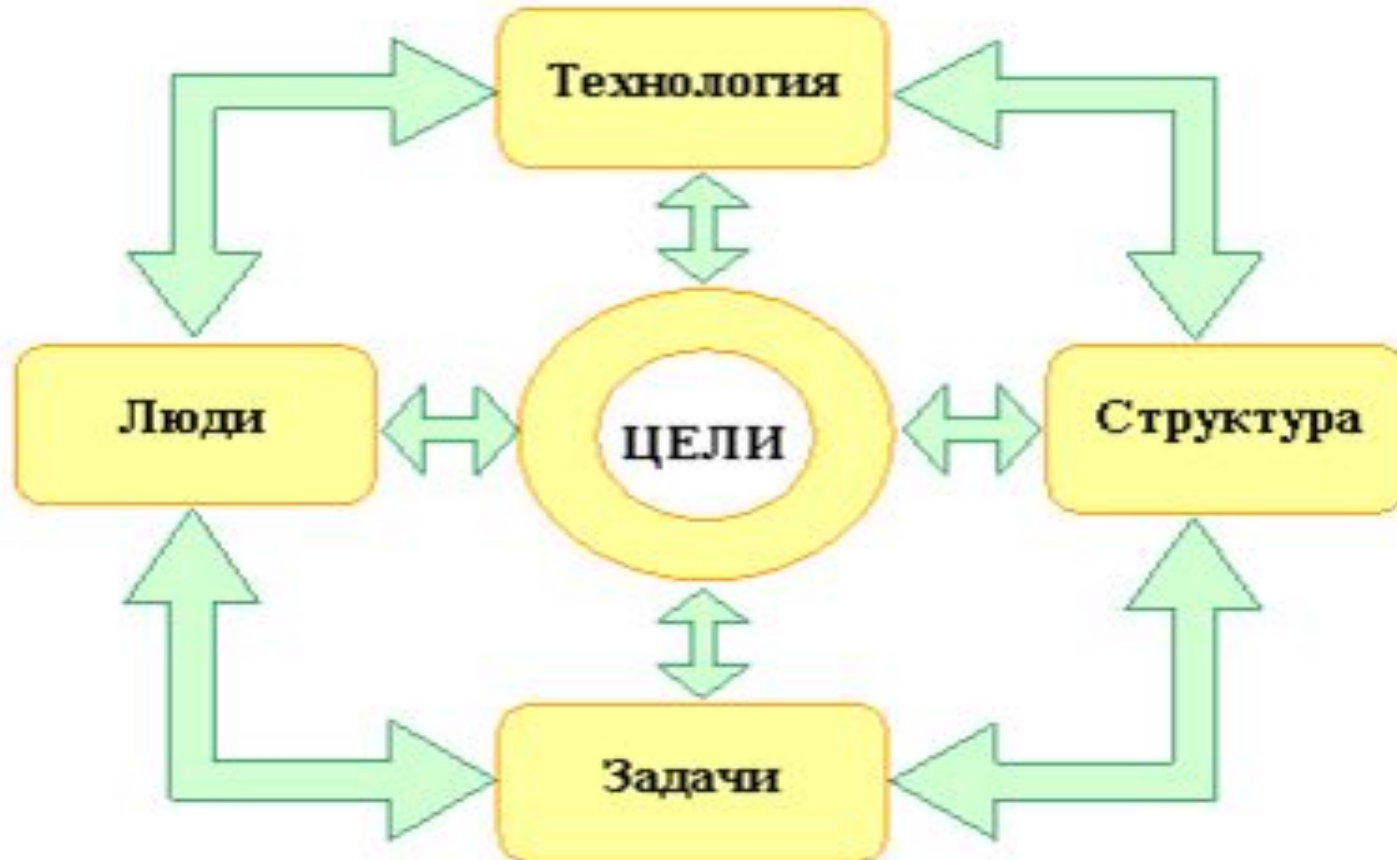 Технология
Люди
ЦЕЛИ
Структура
Задачи